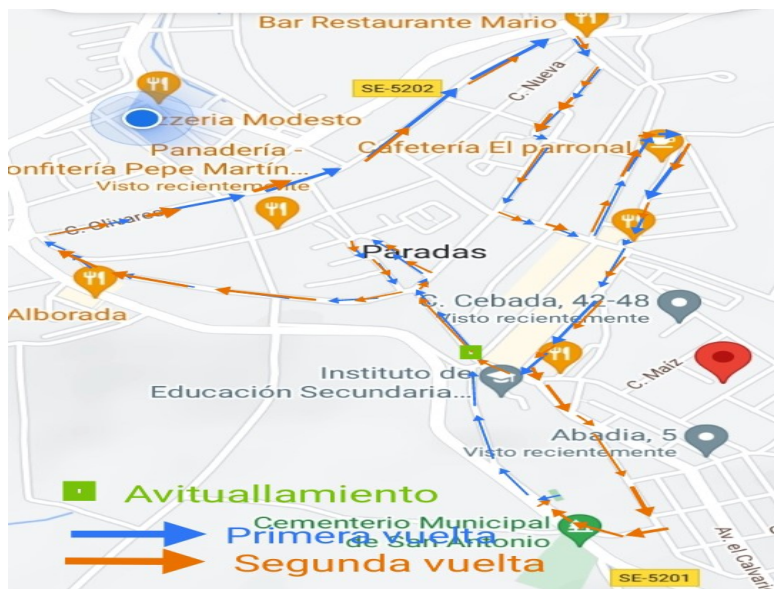 Bar Restaurante Mario
SE-5202
C. Nueva
zzeria Modesto
Panadería -
onfitería Pepe Martín...
Visto recientemente
Cafetería El parronal
C. Olivares
Paradas
Alborada
C. Cebada, 42-48
Visto recientemente
Instituto de
Educación Secundaria...
C. Maíz
Abadia, 5
Visto recientemente
Avituallamiento
Primera vuelta
Cementerio Municipal
de San Antonio
Segunda vuelta
SE-5201
Av. el Calvari